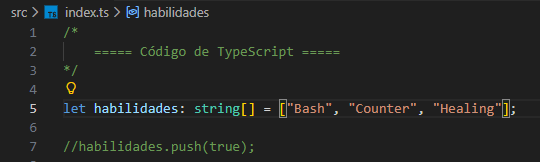 src > TS index.ts > habilidades
1 /*
2 ===== Código de TypeScript =====
3 */
4
5 let habilidades: string[] = ["Bash", "Counter", "Healing"];
6
7 //habilidades.push(true);